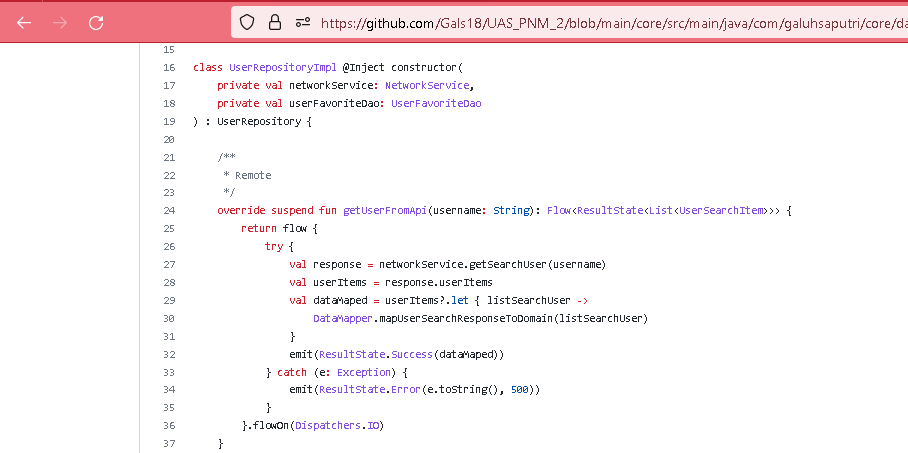 https://github.com/Gals18/UAS_PNM_2/blob/main/core/src/main/java/com/galuhsaputri/core/da
15
16 class UserRepositoryImpl @Inject constructor(
17     private val networkService: NetworkService,
18     private val userFavoriteDao: UserFavoriteDao
19 ) : UserRepository {
20
21     /**
22      * Remote
23      */
24     override suspend fun getUserFromApi(username: String): Flow<ResultState<List<UserSearchItem>>> {
25         return flow {
26             try {
27                 val response = networkService.getSearchUser(username)
28                 val userItems = response.userItems
29                 val dataMaped = userItems?.let { listSearchUser ->
30                     DataMapper.mapUserSearchResponseToDomain(listSearchUser)
31                 }
32                 emit(ResultState.Success(dataMaped))
33             } catch (e: Exception) {
34                 emit(ResultState.Error(e.toString(), 500))
35             }
36         }.flowOn(Dispatchers.IO)
37     }